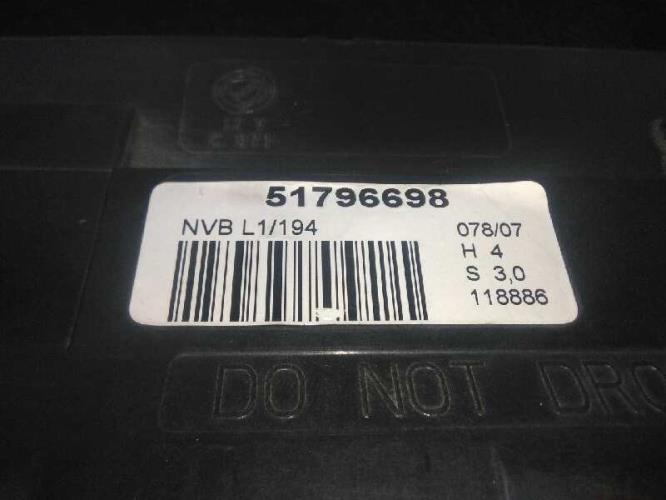 51796698
NVB L1/194
078/07
H 4
S 3,0
118886
DO NOT DRO